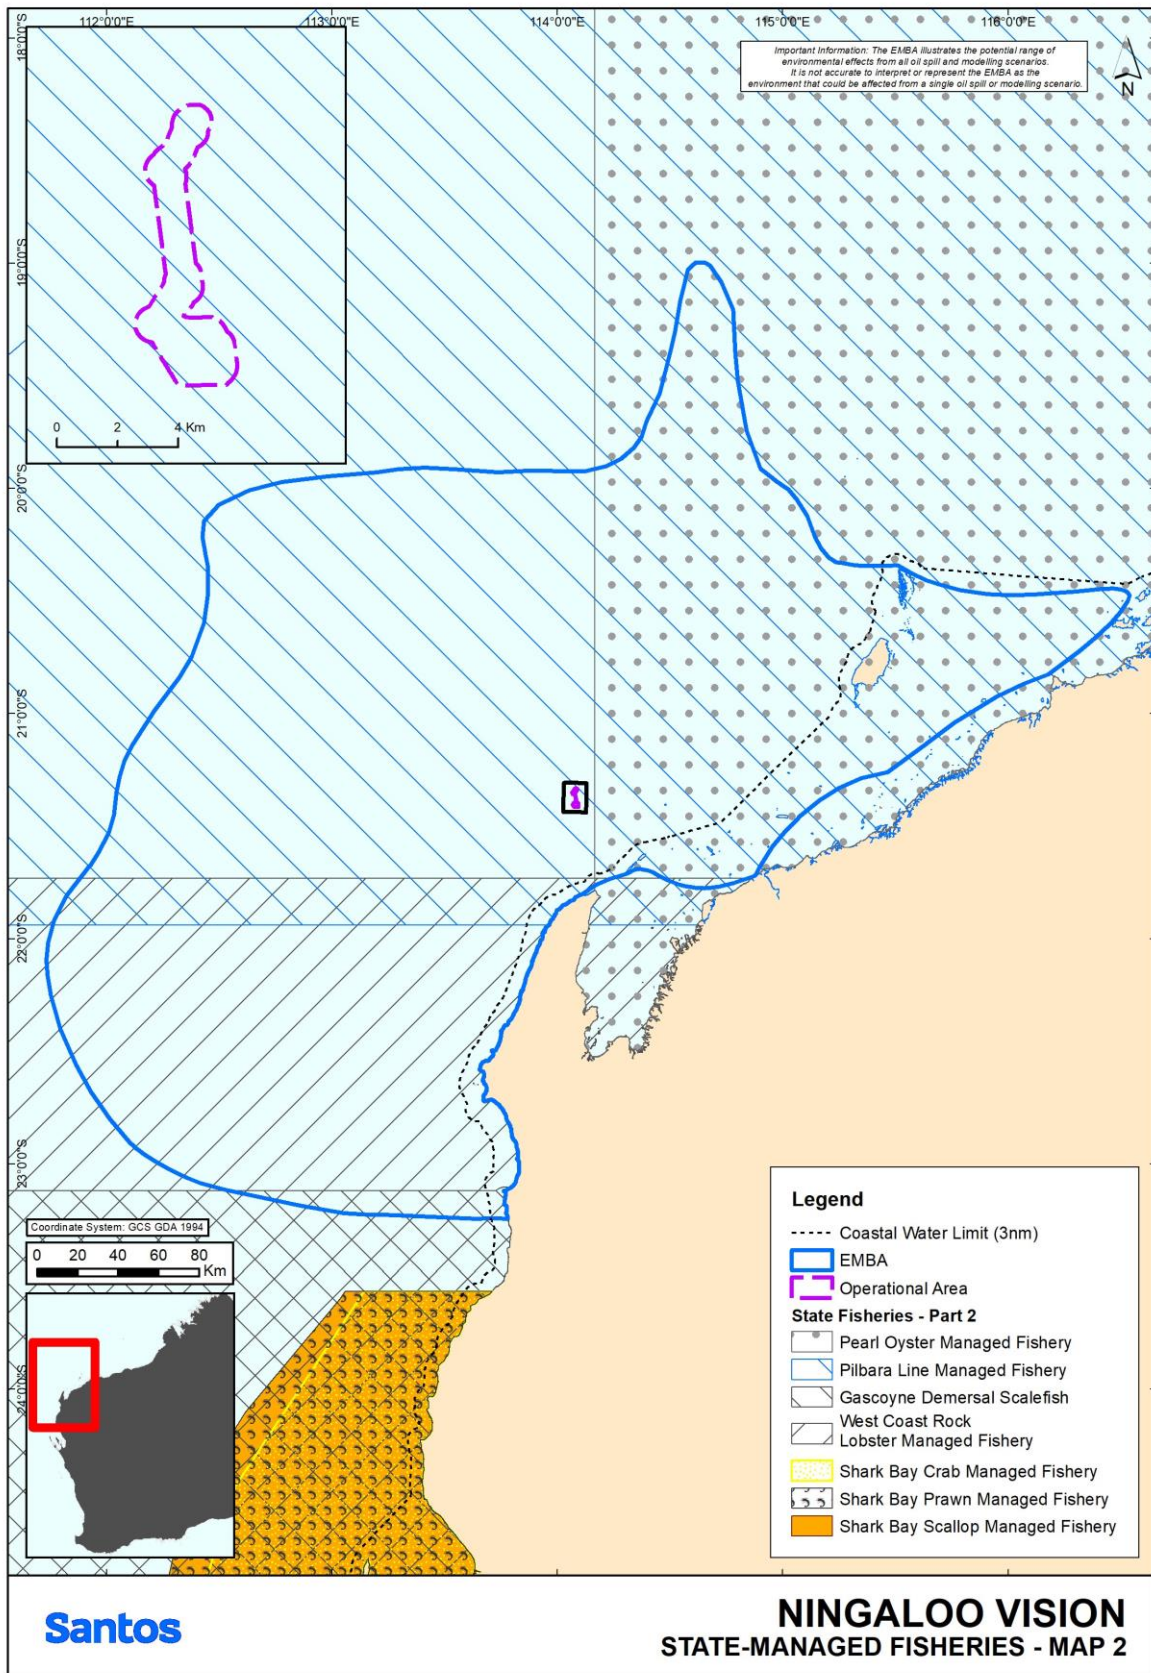 112°0'0"E
113°0'0"E
114°0'0"E
115°0'0"E
116°0'0"E
18°0'0"S
19°0'0"S
20°0'0"S
21°0'0"S
22°0'0"S
23°0'0"S
24°0'0"S
Important Information: The EMBA illustrates the potential range of
environmental effects from all oil spill and modelling scenarios.
It is not accurate to interpret or represent the EMBA as the
environment that could be affected from a single oil spill or modelling scenario.
N
0 2 4 Km
Coordinate System: GCS GDA 1994
0 20 40 60 80
Km
Legend
Coastal Water Limit (3nm)
EMBA
Operational Area
State Fisheries - Part 2
Pearl Oyster Managed Fishery
Pilbara Line Managed Fishery
Gascoyne Demersal Scalefish
West Coast Rock
Lobster Managed Fishery
Shark Bay Crab Managed Fishery
Shark Bay Prawn Managed Fishery
Shark Bay Scallop Managed Fishery
Santos
NINGALOO VISION
STATE-MANAGED FISHERIES - MAP 2